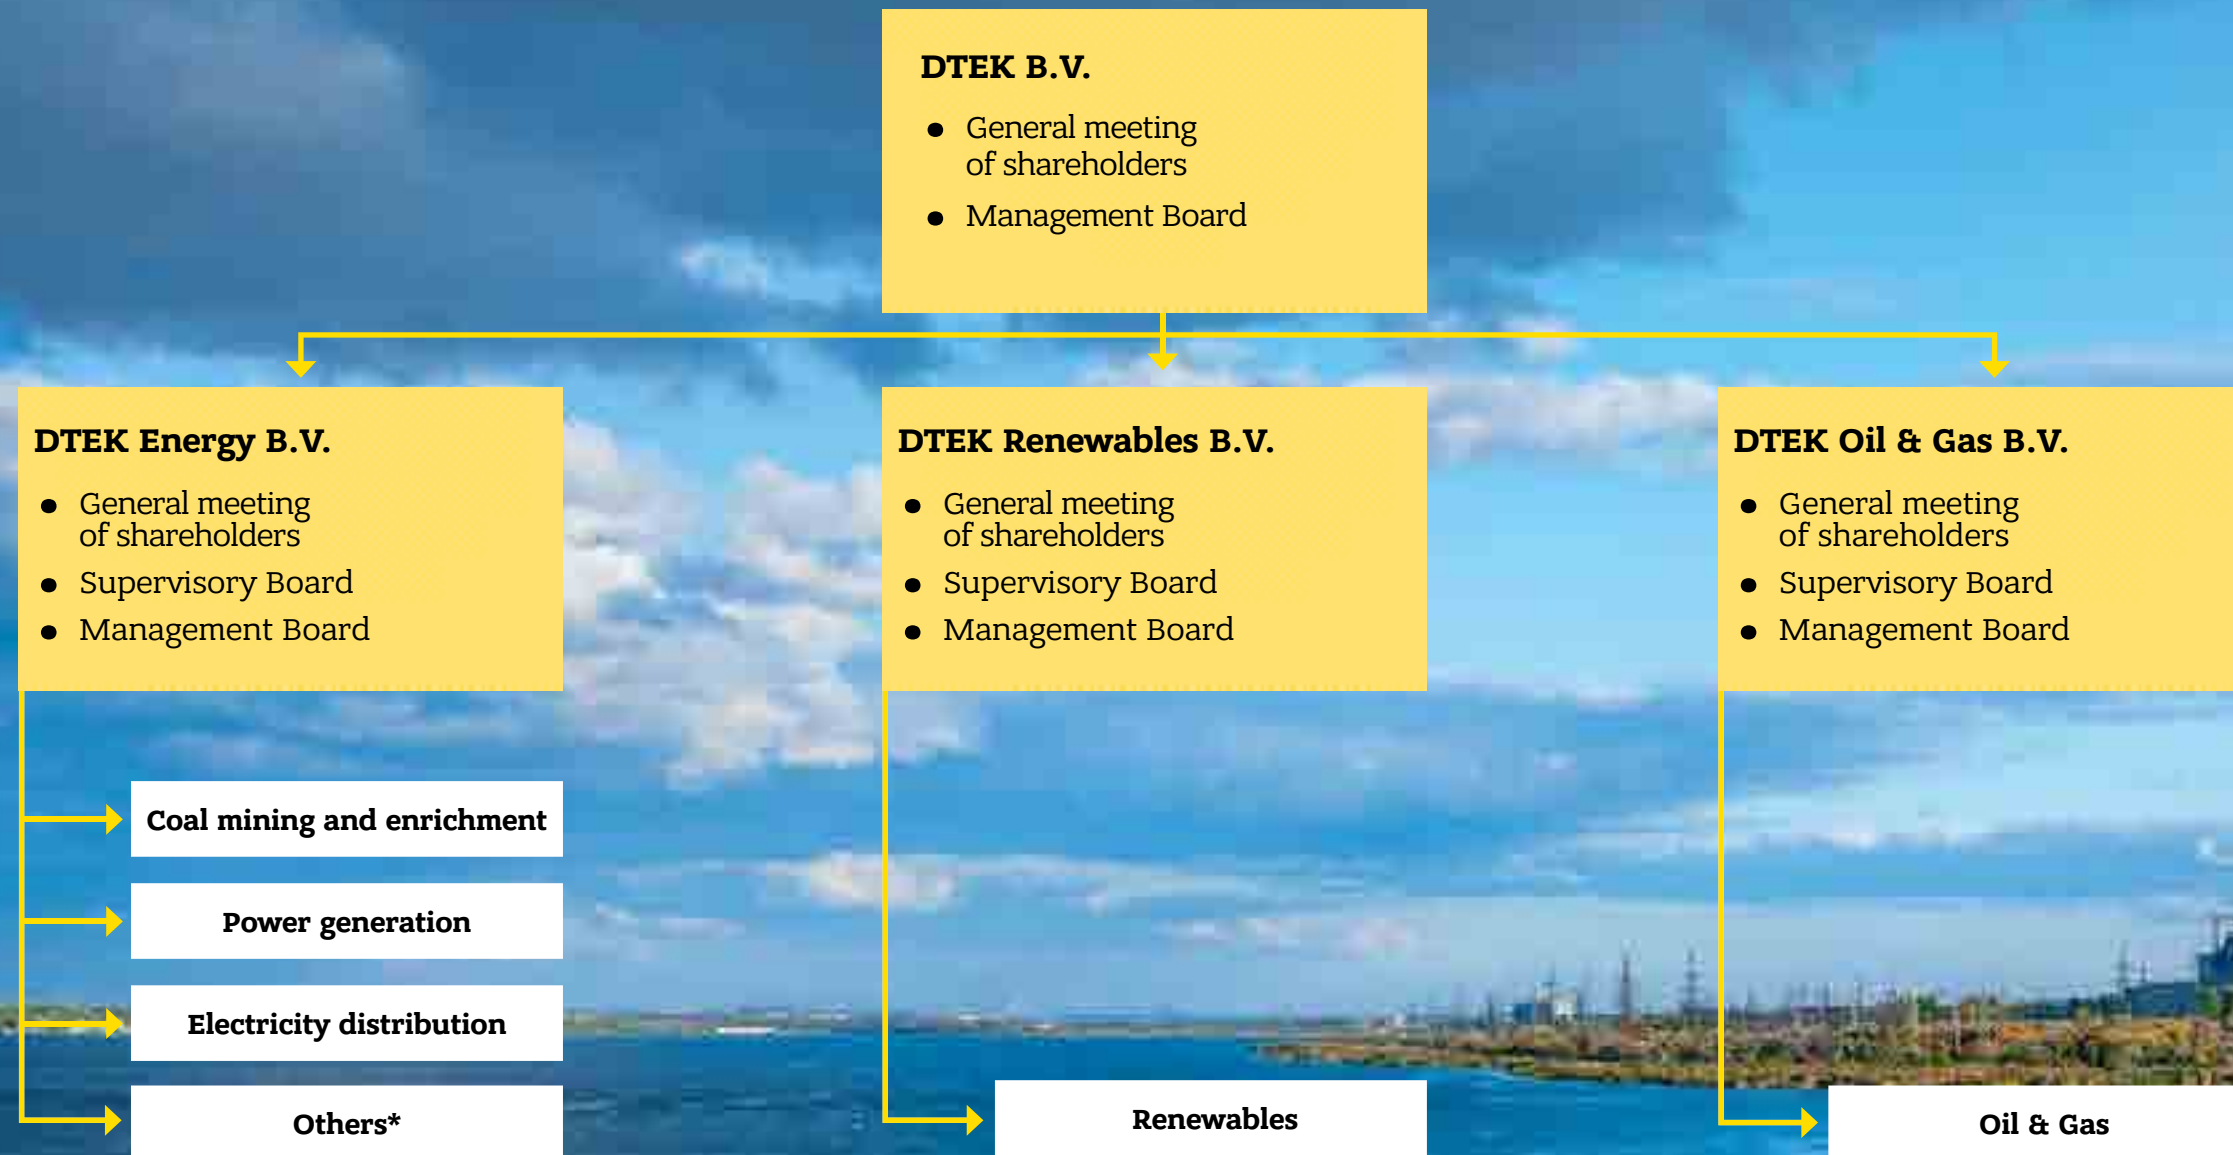 DTEK B.V.
● General meeting
of shareholders
● Management Board
DTEK Energy B.V.
● General meeting
of shareholders
● Supervisory Board
● Management Board
DTEK Renewables B.V.
● General meeting
of shareholders
● Supervisory Board
● Management Board
DTEK Oil & Gas B.V.
● General meeting
of shareholders
● Supervisory Board
● Management Board
Coal mining and enrichment
Power generation
Electricity distribution
Others*
Renewables
Oil & Gas